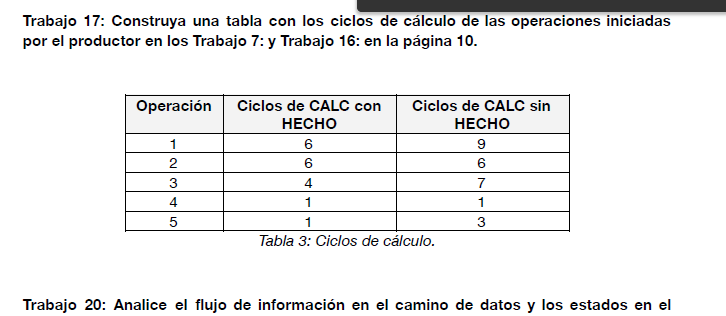 Trabajo 17: Construya una tabla con los ciclos de cálculo de las operaciones iniciadas
por el productor en los Trabajo 7: y Trabajo 16: en la página 10.
Operación Ciclos de CALC con HECHO Ciclos de CALC sin HECHO
1 6 9
2 6 6
3 4 7
4 1 1
5 1 3
Tabla 3: Ciclos de cálculo.
Trabajo 20: Analice el flujo de información en el camino de datos y los estados en el